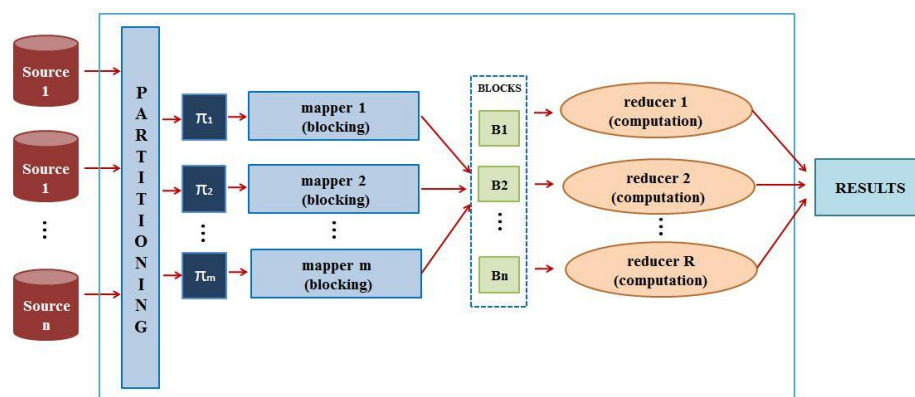 Source
1
Source
1
⋮
Source
n
P
A
R
T
I
T
I
O
N
I
N
G
π₁
π₂
⋮
πₘ
mapper 1
(blocking)
mapper 2
(blocking)
⋮
mapper m
(blocking)
BLOCKS
B1
B2
⋮
Bn
reducer 1
(computation)
reducer 2
(computation)
⋮
reducer R
(computation)
RESULTS